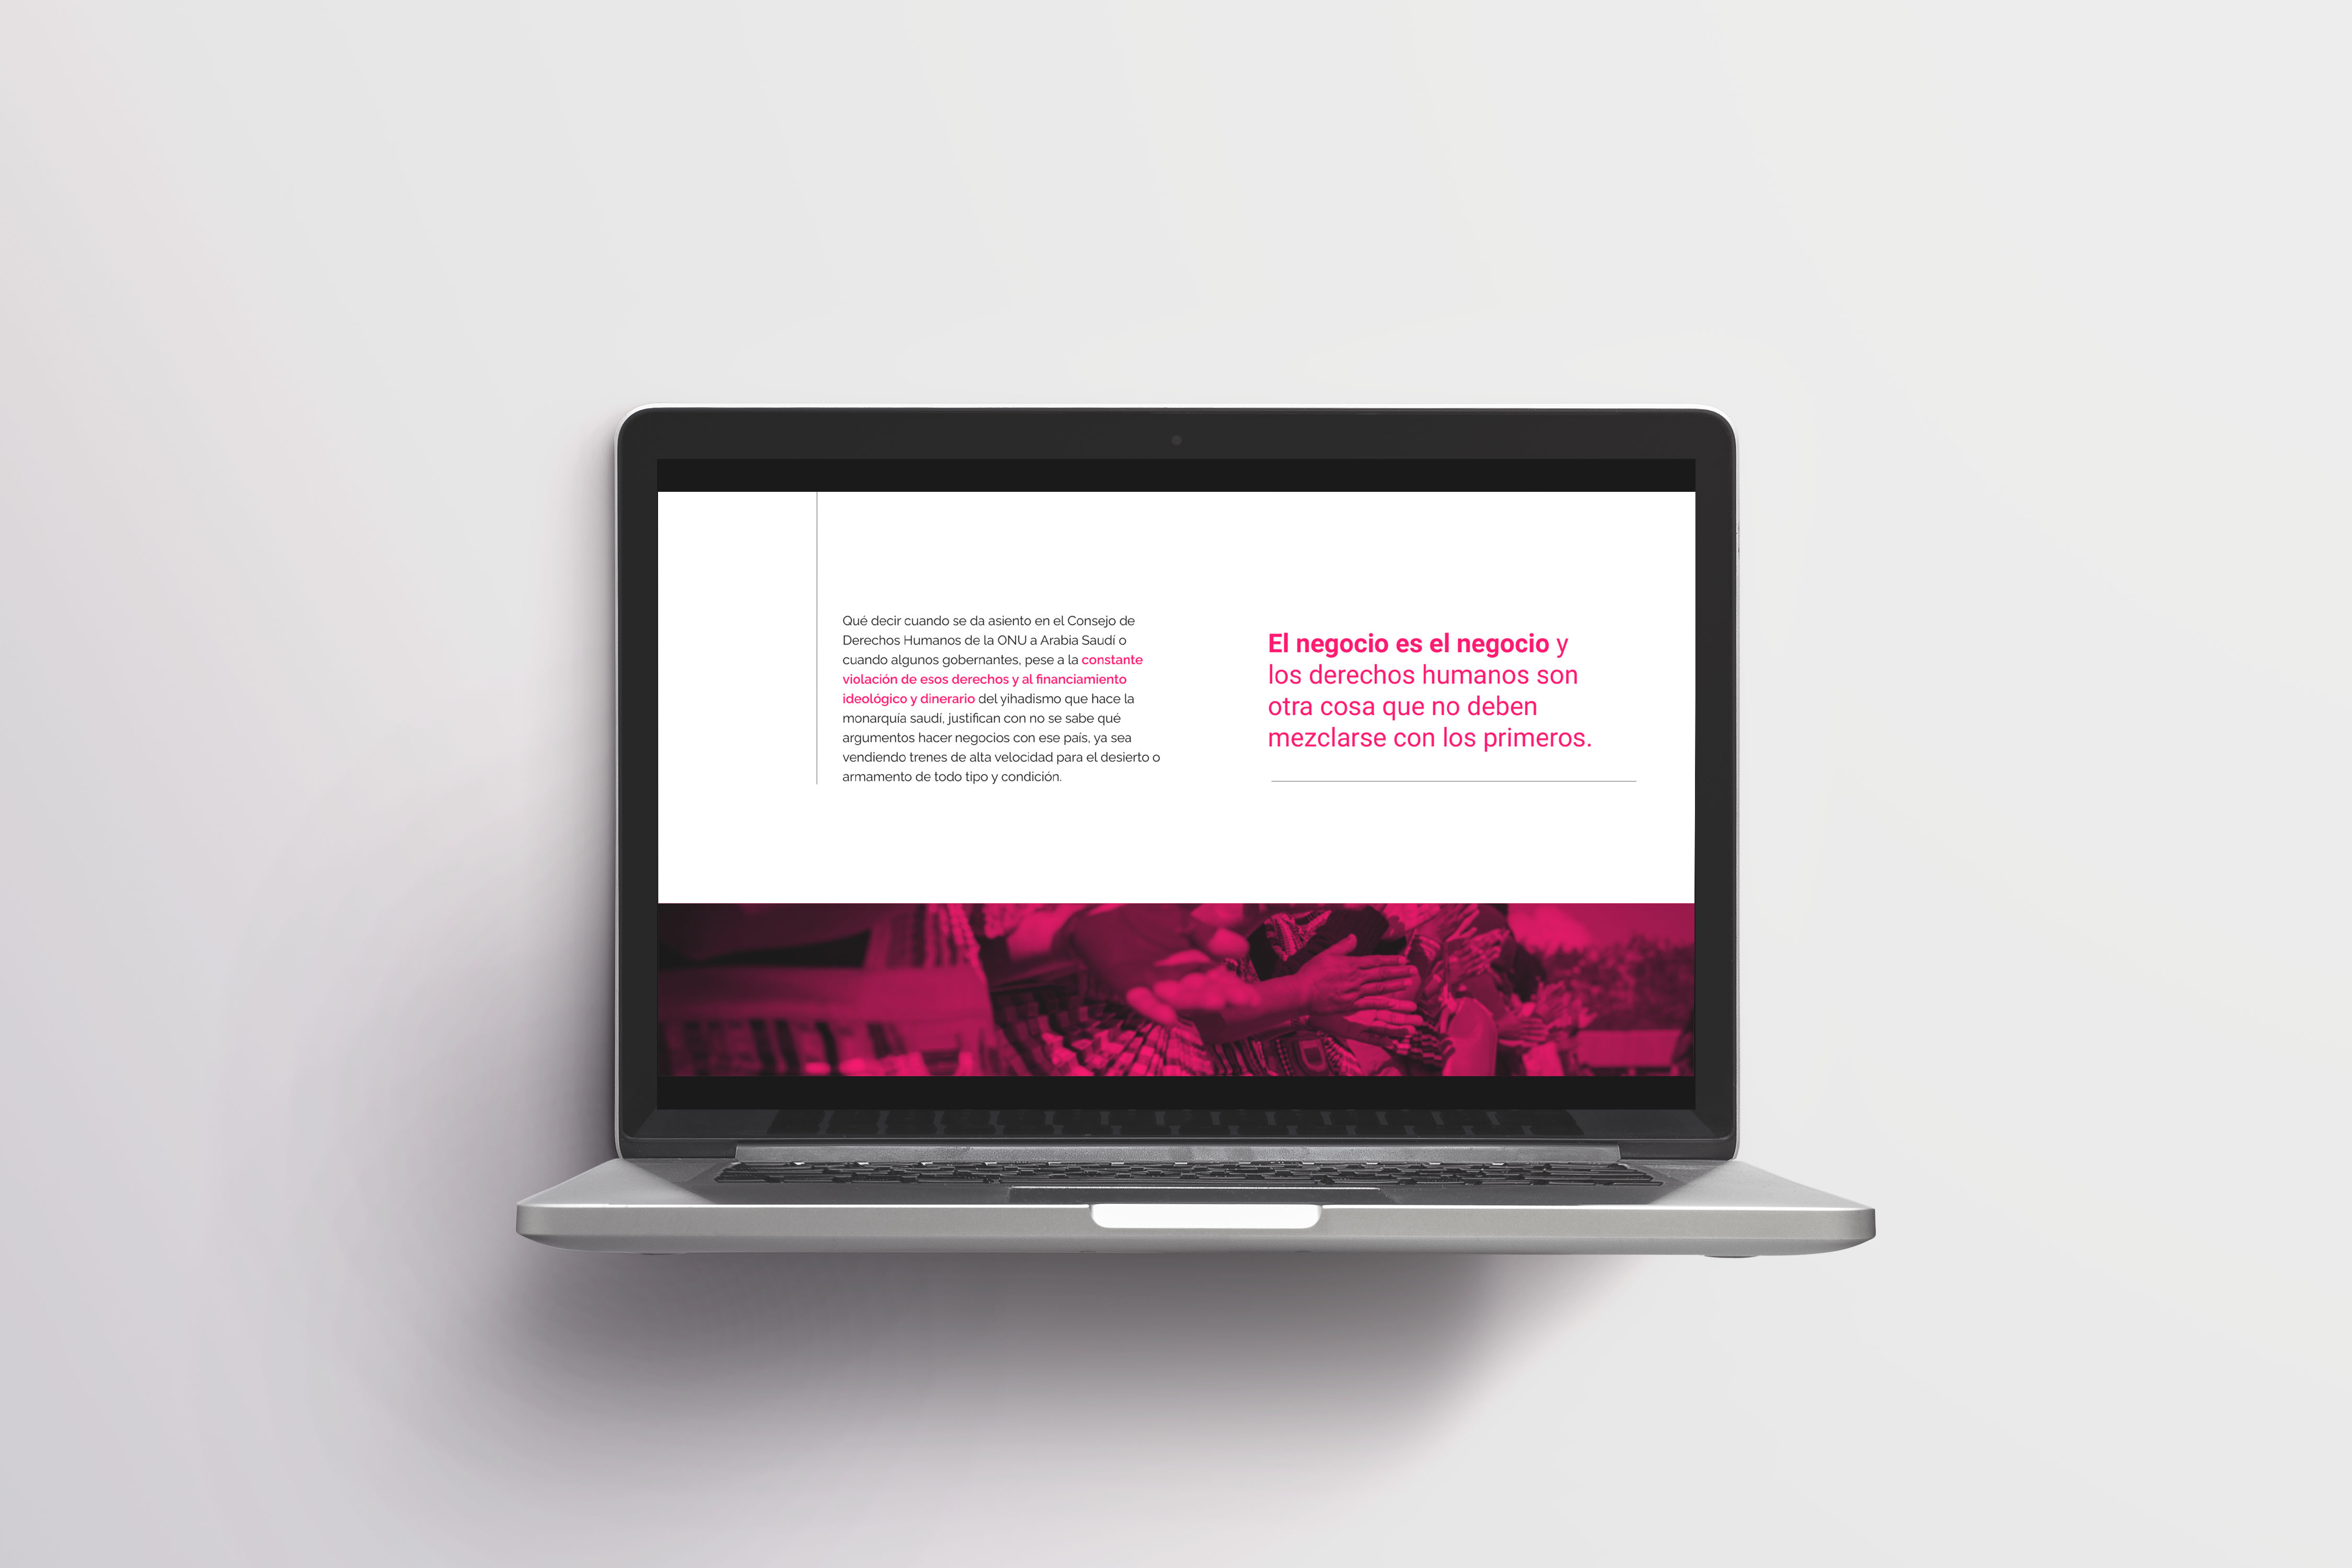 Qué decir cuando se da asiento en el Consejo de
Derechos Humanos de la ONU a Arabia Saudí o
cuando algunos gobernantes, pese a la constante
violación de esos derechos y al financiamiento
ideológico y dinerario del yihadismo que hace la
monarquía saudí, justifican con no se sabe qué
argumentos hacer negocios con ese país, ya sea
vendiendo trenes de alta velocidad para el desierto o
armamento de todo tipo y condición.
El negocio es el negocio y
los derechos humanos son
otra cosa que no deben
mezclarse con los primeros.